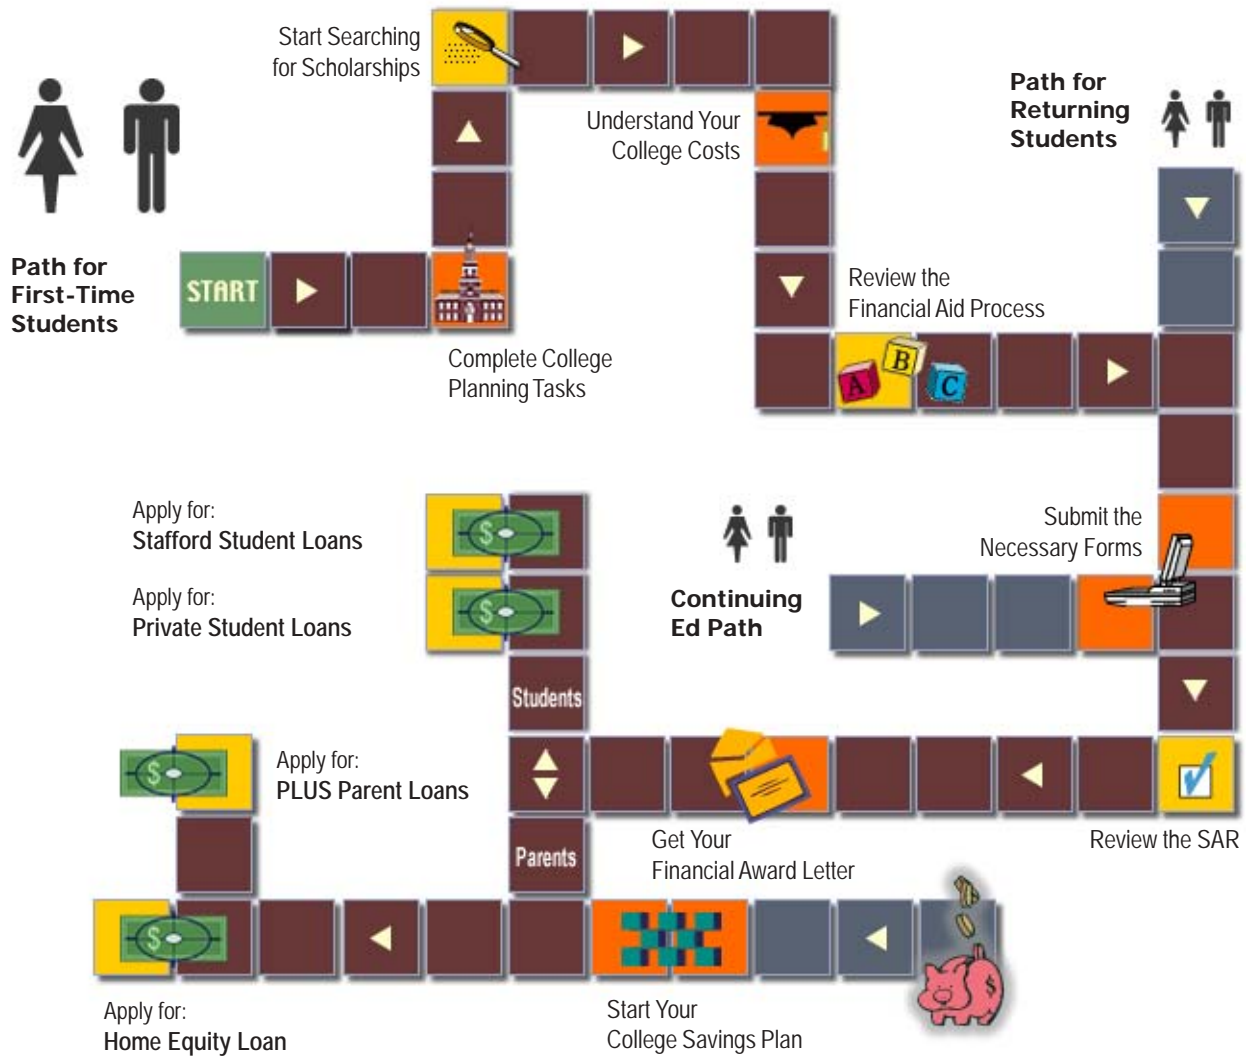 Start Searching
for Scholarships
Path for
Returning
Students
Understand Your
College Costs
Path for
First-Time
Students
START
Review the
Financial Aid Process
A B C
Complete College
Planning Tasks
Apply for:
Stafford Student Loans
$
Submit the
Necessary Forms
Apply for:
Private Student Loans
$
Continuing
Ed Path
Students
Apply for:
PLUS Parent Loans
$
Get Your
Financial Award Letter
Review the SAR
Parents
$
$
Apply for:
Home Equity Loan
Start Your
College Savings Plan